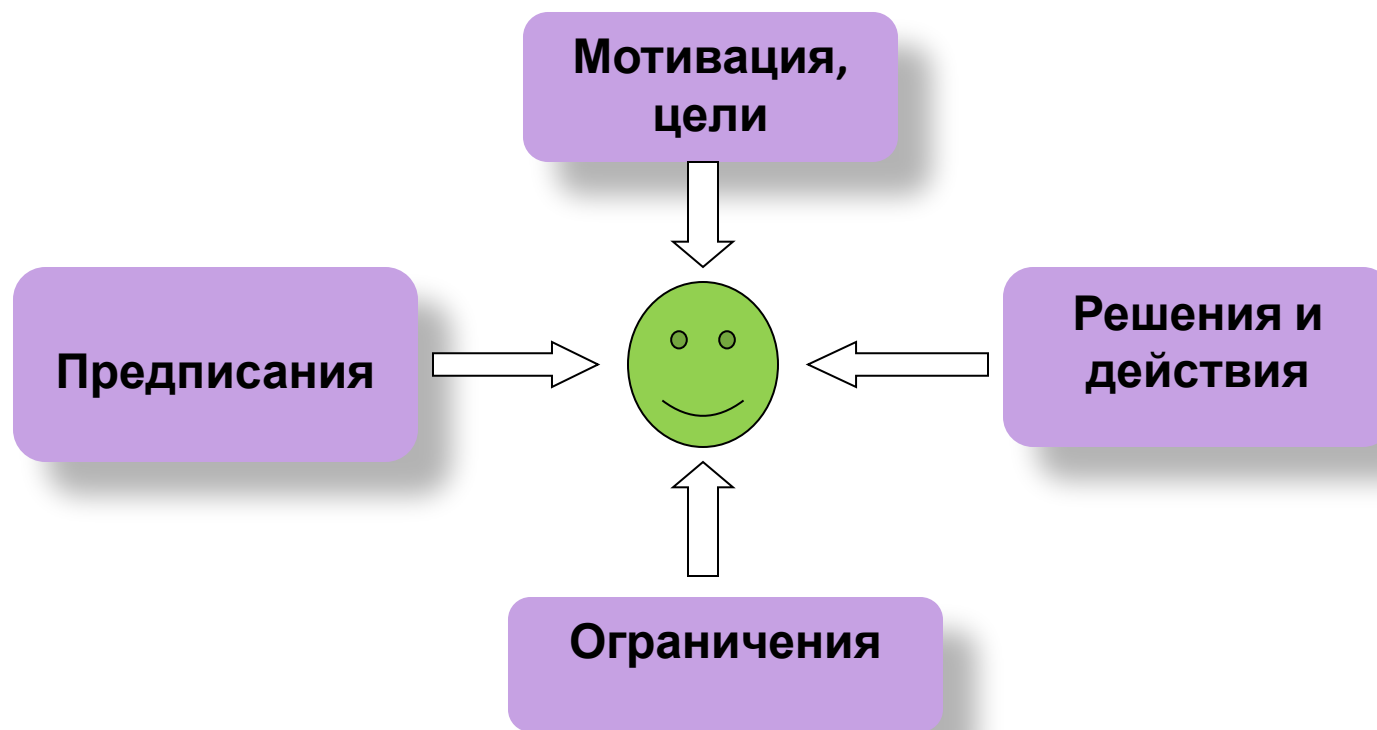 Мотивация,
цели
Предписания
Решения и
действия
Ограничения